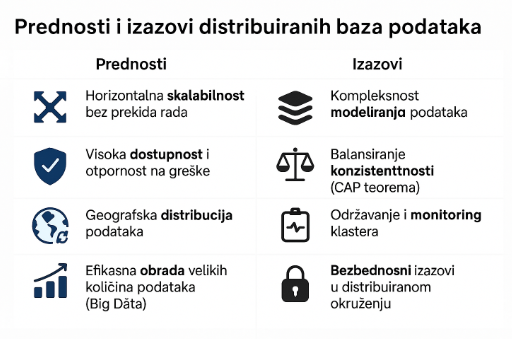 Prednosti i izazovi distribuiranih baza podataka
Prednosti
Izazovi
Horizontalna skalabilnost
bez prekida rada
Kompleksnost
modeliranja podataka
Visoka dostupnost i
otpornost na greške
Balansiranje
konzistenttnosti
(CAP teorema)
Geografska distribucija
podataka
Održavanje i monitoring
klastera
Efikasna obrada velikih
količina podataka
(Big Dāta)
Bezbednosni izazovi
u distribuiranom
okruženju